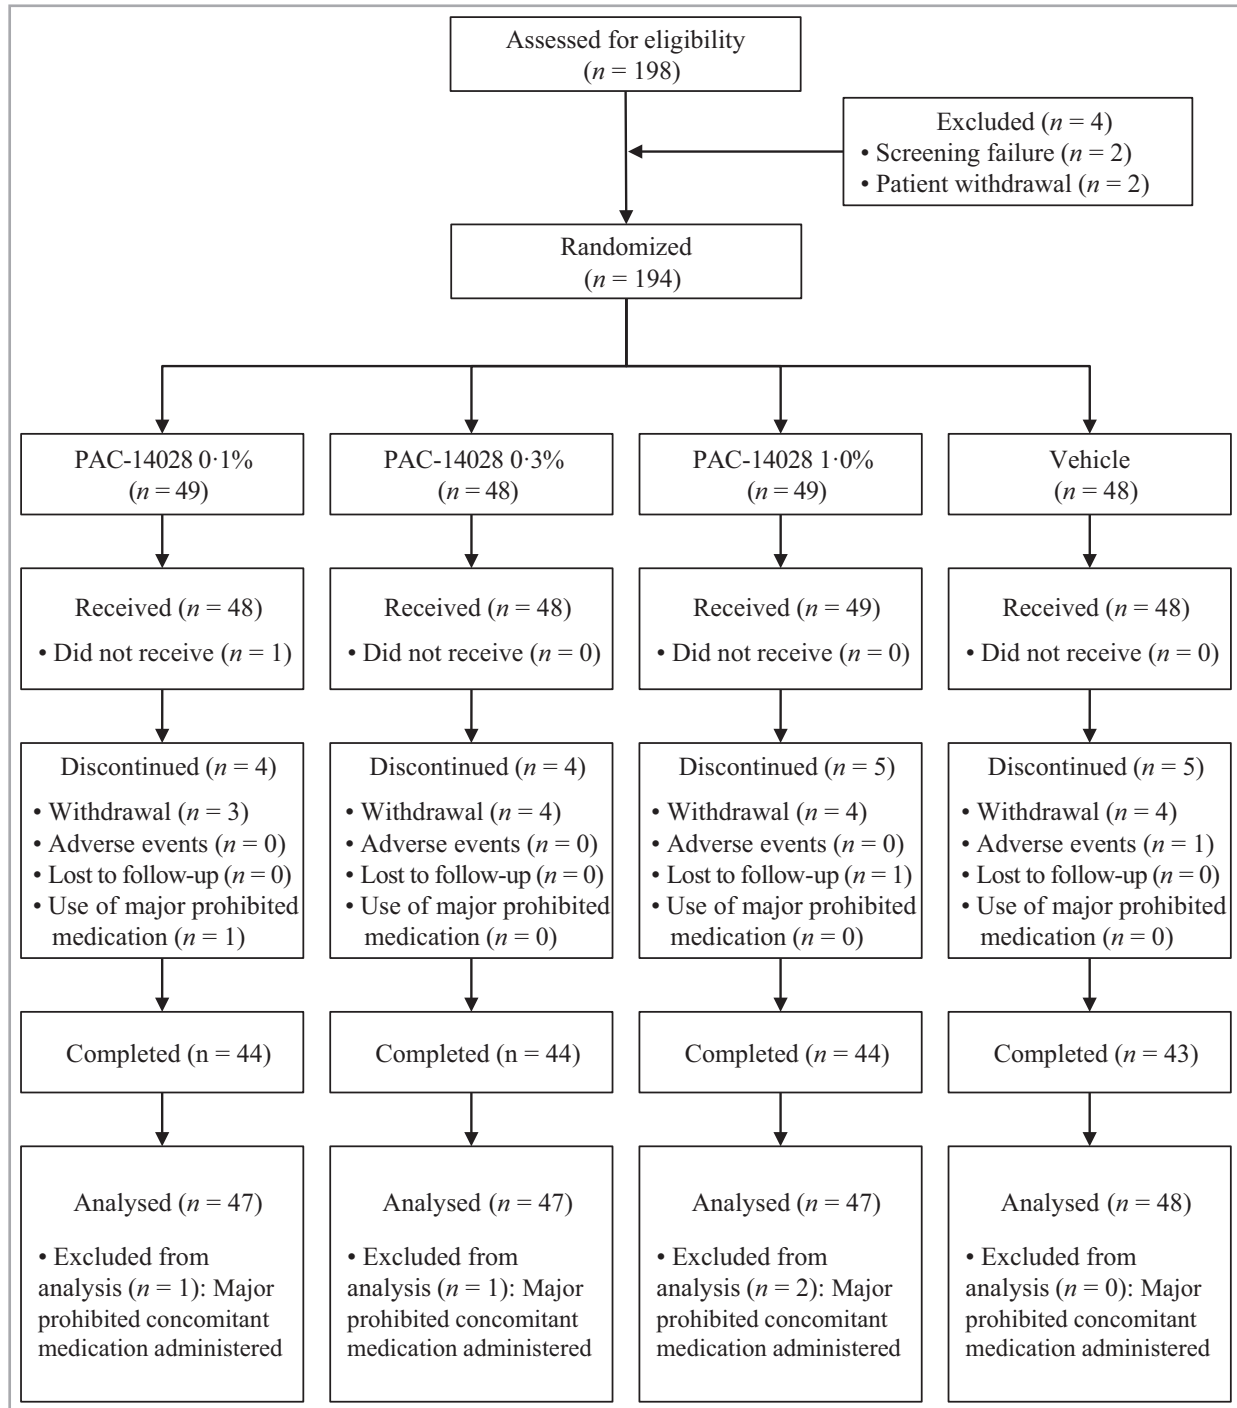 Assessed for eligibility
(n = 198)
Excluded (n = 4)
• Screening failure (n = 2)
• Patient withdrawal (n = 2)
Randomized
(n = 194)
PAC-14028 0·1%
(n = 49)
PAC-14028 0·3%
(n = 48)
PAC-14028 1·0%
(n = 49)
Vehicle
(n = 48)
Received (n = 48)
• Did not receive (n = 1)
Received (n = 48)
• Did not receive (n = 0)
Received (n = 49)
• Did not receive (n = 0)
Received (n = 48)
• Did not receive (n = 0)
Discontinued (n = 4)
• Withdrawal (n = 3)
• Adverse events (n = 0)
• Lost to follow-up (n = 0)
• Use of major prohibited
medication (n = 1)
Discontinued (n = 4)
• Withdrawal (n = 4)
• Adverse events (n = 0)
• Lost to follow-up (n = 0)
• Use of major prohibited
medication (n = 0)
Discontinued (n = 5)
• Withdrawal (n = 4)
• Adverse events (n = 0)
• Lost to follow-up (n = 1)
• Use of major prohibited
medication (n = 0)
Discontinued (n = 5)
• Withdrawal (n = 4)
• Adverse events (n = 1)
• Lost to follow-up (n = 0)
• Use of major prohibited
medication (n = 0)
Completed (n = 44)
Completed (n = 44)
Completed (n = 44)
Completed (n = 43)
Analysed (n = 47)
• Excluded from
analysis (n = 1): Major
prohibited concomitant
medication administered
Analysed (n = 47)
• Excluded from
analysis (n = 1): Major
prohibited concomitant
medication administered
Analysed (n = 47)
• Excluded from
analysis (n = 2): Major
prohibited concomitant
medication administered
Analysed (n = 48)
• Excluded from
analysis (n = 0): Major
prohibited concomitant
medication administered